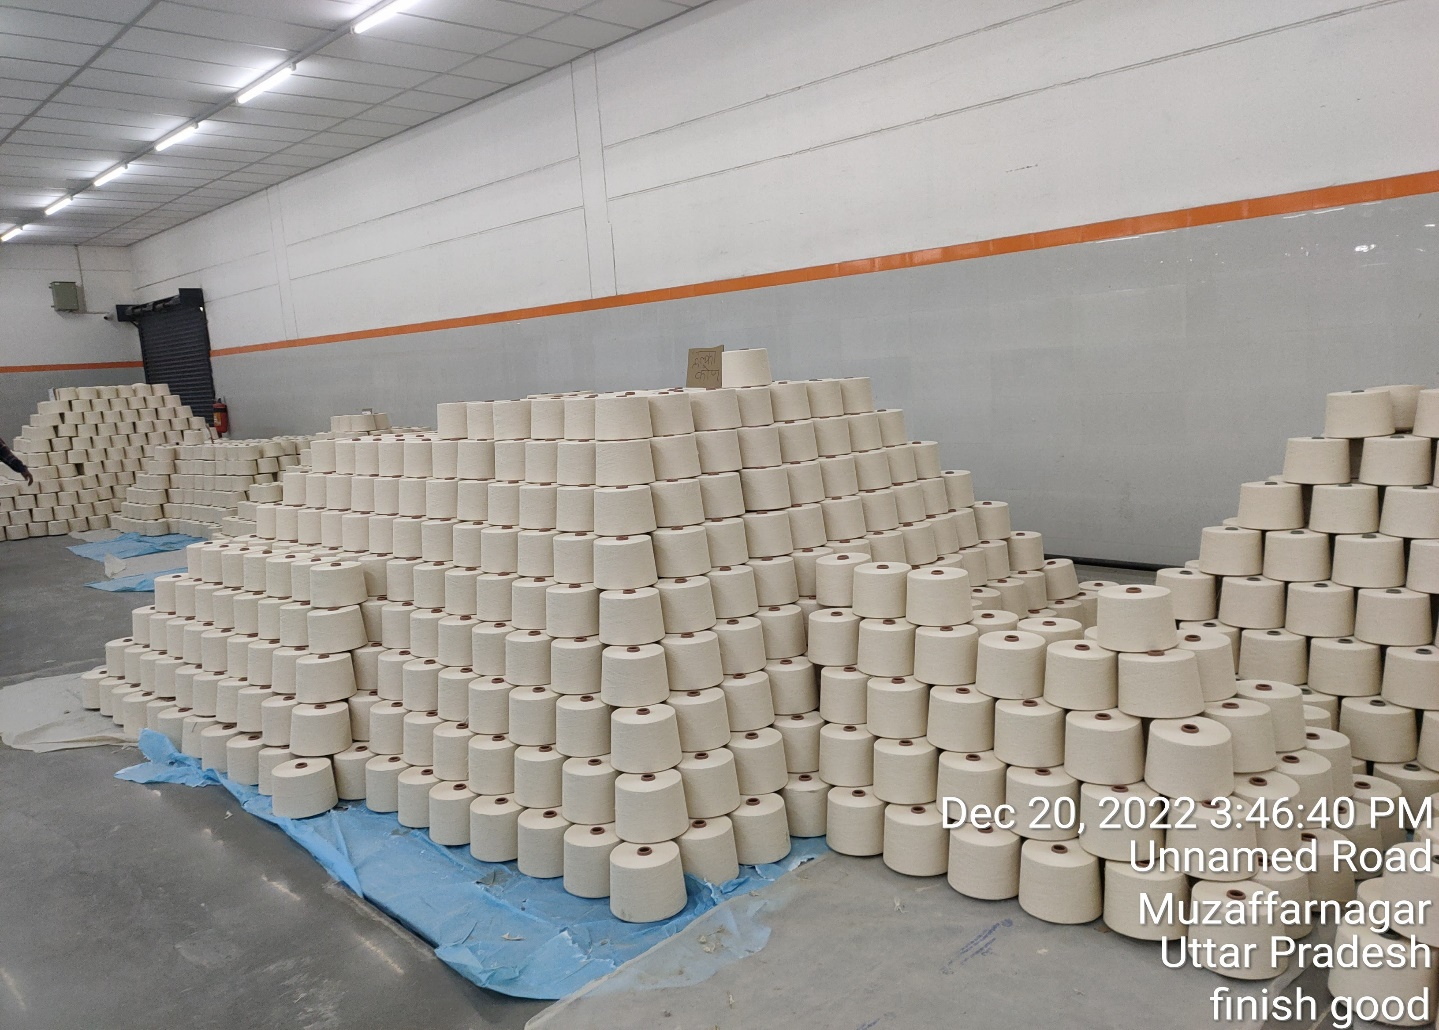 कोण
Dec 20, 2022 3:46:40 PM
Unnamed Road
Muzaffarnagar
Uttar Pradesh
finish good